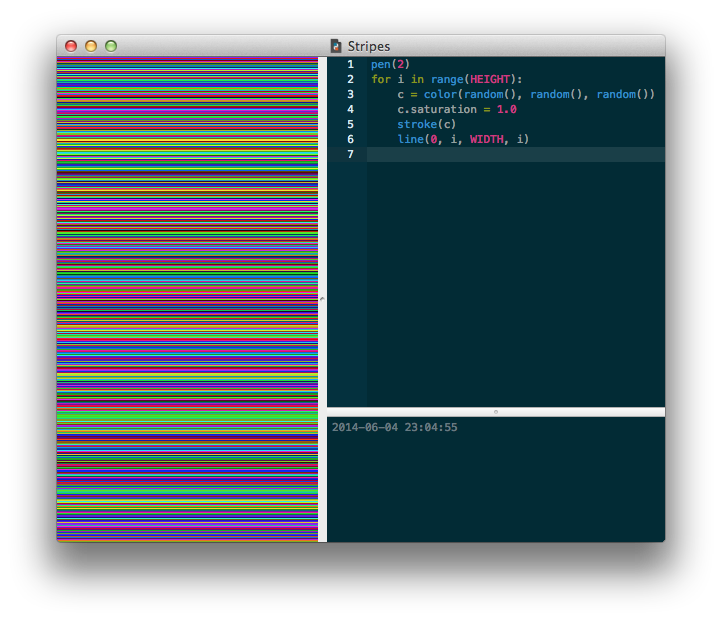 Stripes
1 pen(2)
2 for i in range(HEIGHT):
3     c = color(random(), random(), random())
4     c.saturation = 1.0
5     stroke(c)
6     line(0, i, WIDTH, i)
7
2014-06-04 23:04:55